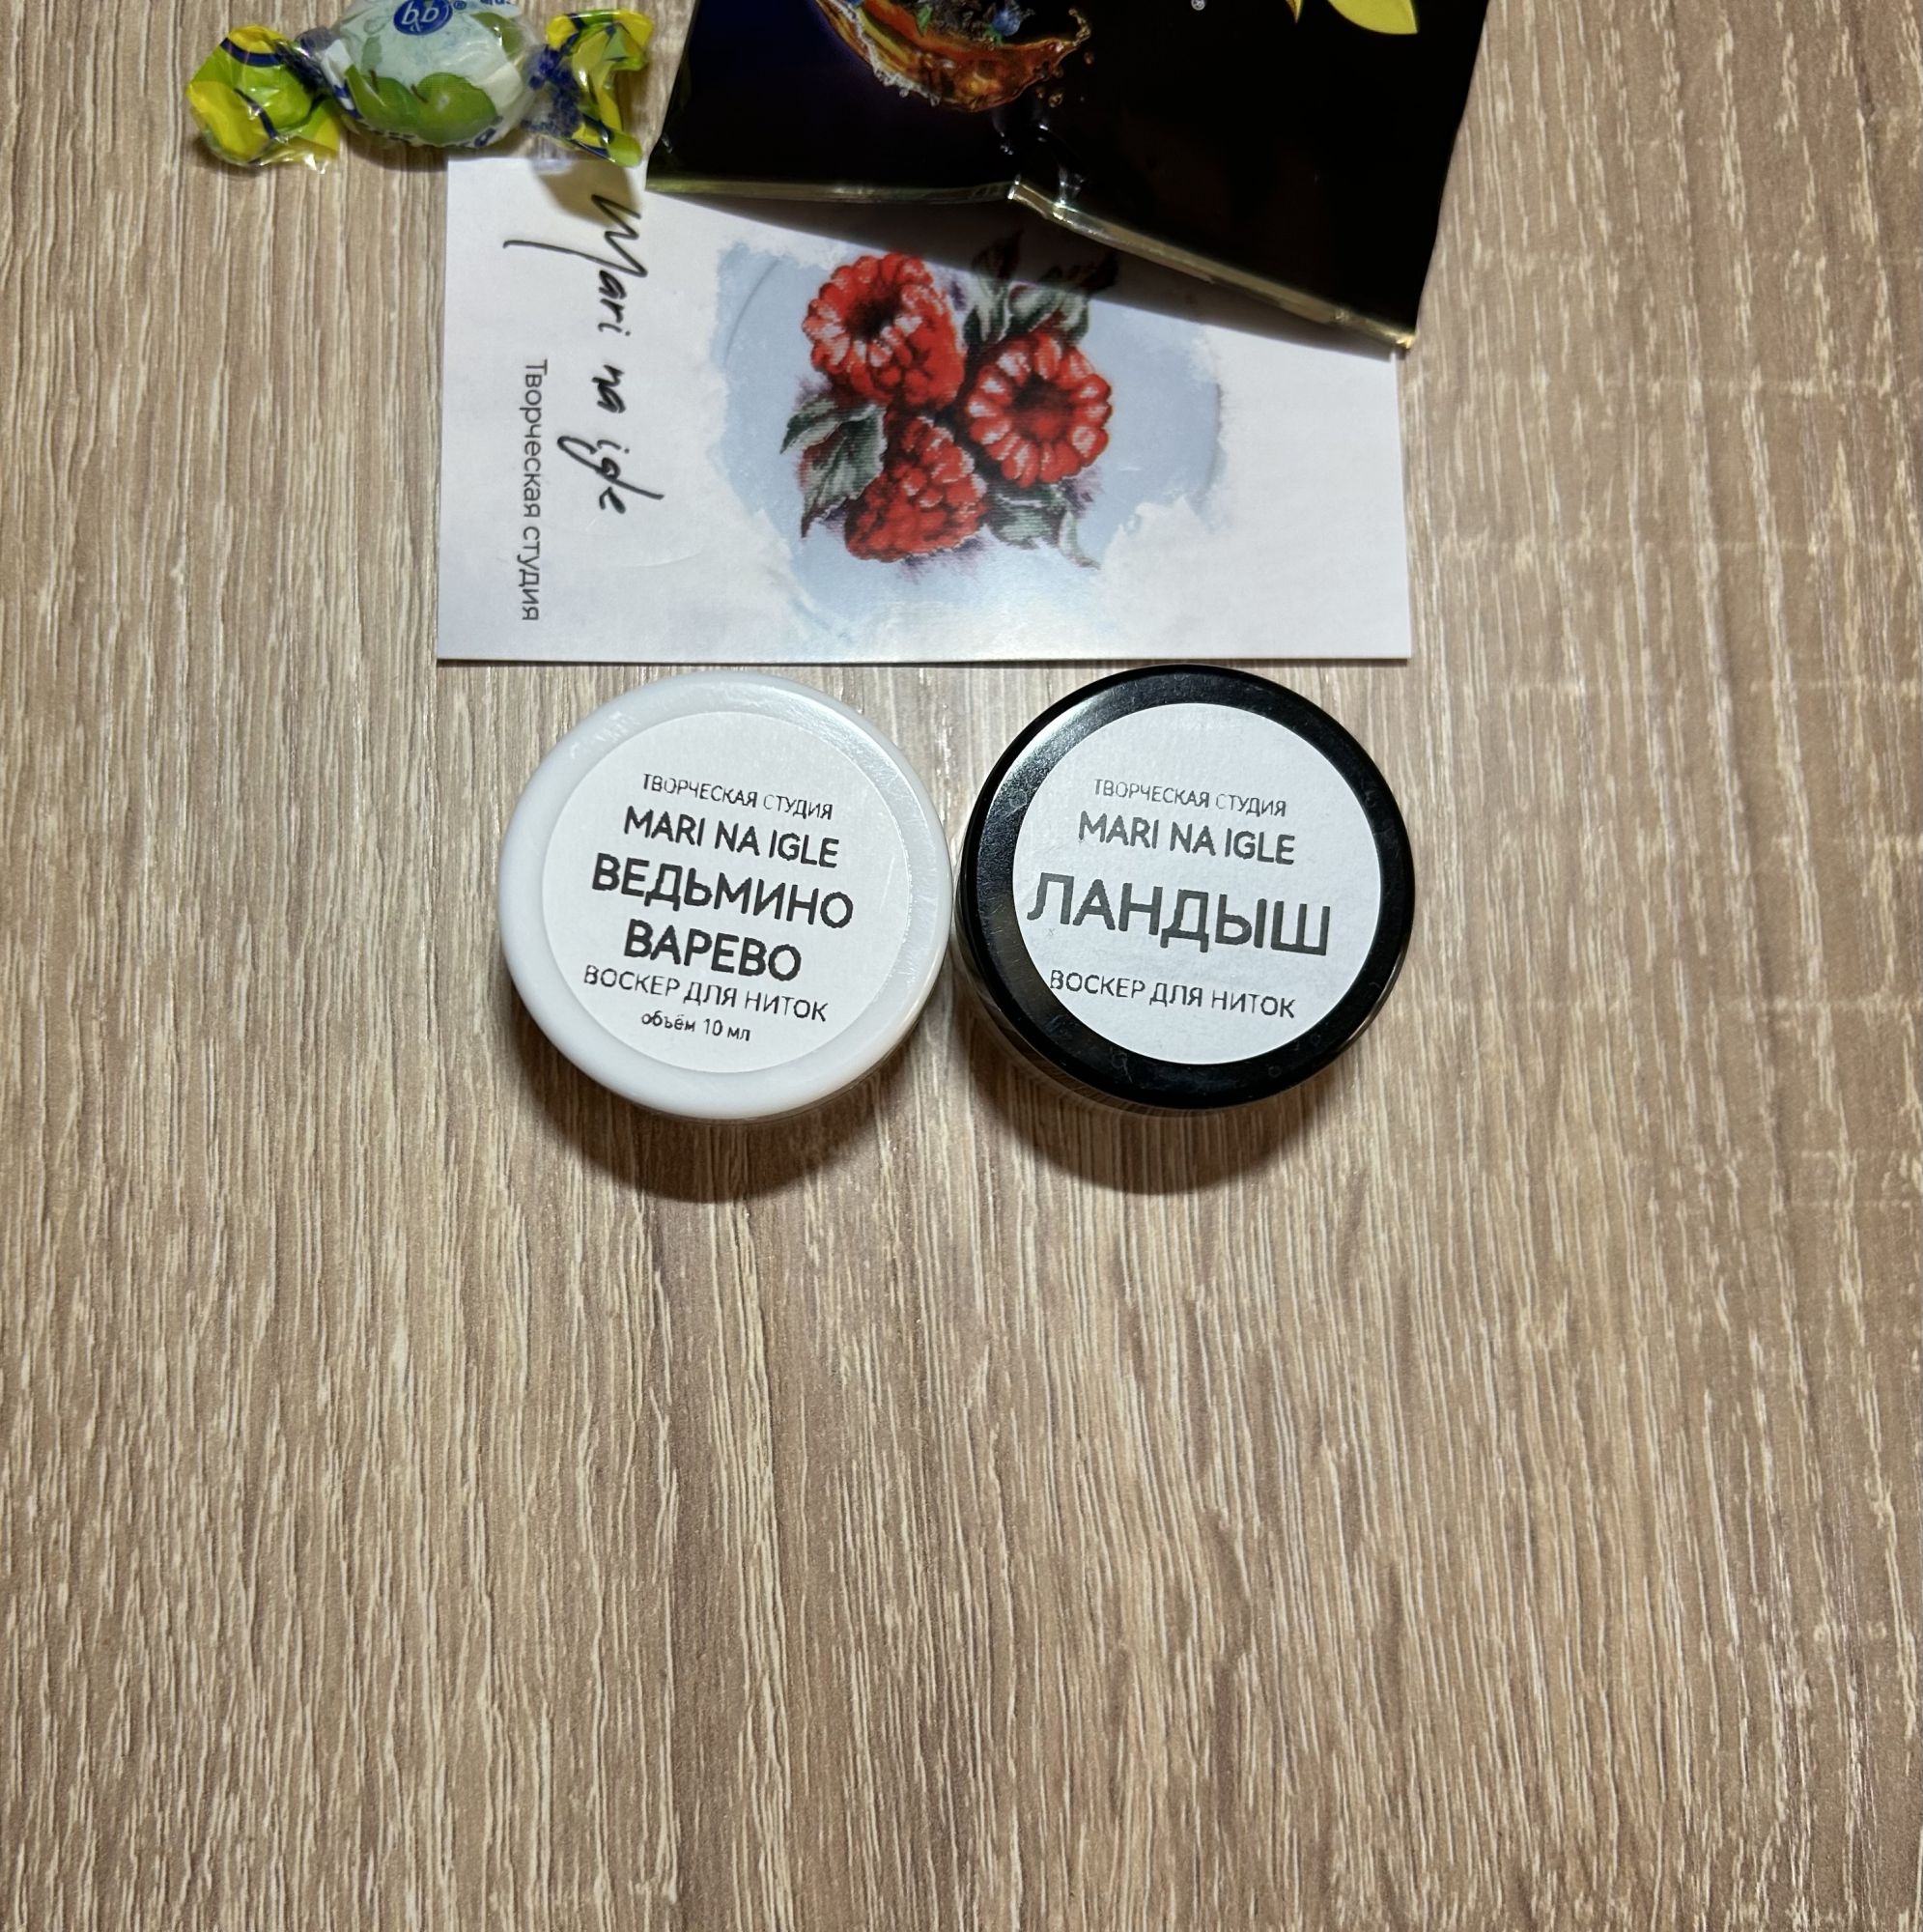 bb
Mari na igle
Творческая студия
ТВОРЧЕСКАЯ СТУДИЯ
MARI NA IGLE
ВЕДЬМИНО
ВАРЕВО
ВОСКЕР ДЛЯ НИТОК
объём 10 мл
ТВОРЧЕСКАЯ СТУДИЯ
MARI NA IGLE
ЛАНДЫШ
ВОСКЕР ДЛЯ НИТОК